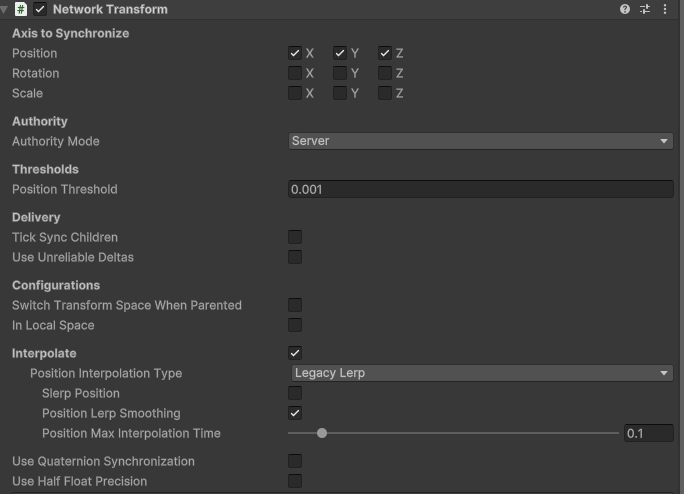 Network Transform
Axis to Synchronize
Position X Y Z
Rotation X Y Z
Scale X Y Z
Authority
Authority Mode Server
Thresholds
Position Threshold 0.001
Delivery
Tick Sync Children
Use Unreliable Deltas
Configurations
Switch Transform Space When Parented
In Local Space
Interpolate
Position Interpolation Type Legacy Lerp
Slerp Position
Position Lerp Smoothing
Position Max Interpolation Time 0.1
Use Quaternion Synchronization
Use Half Float Precision